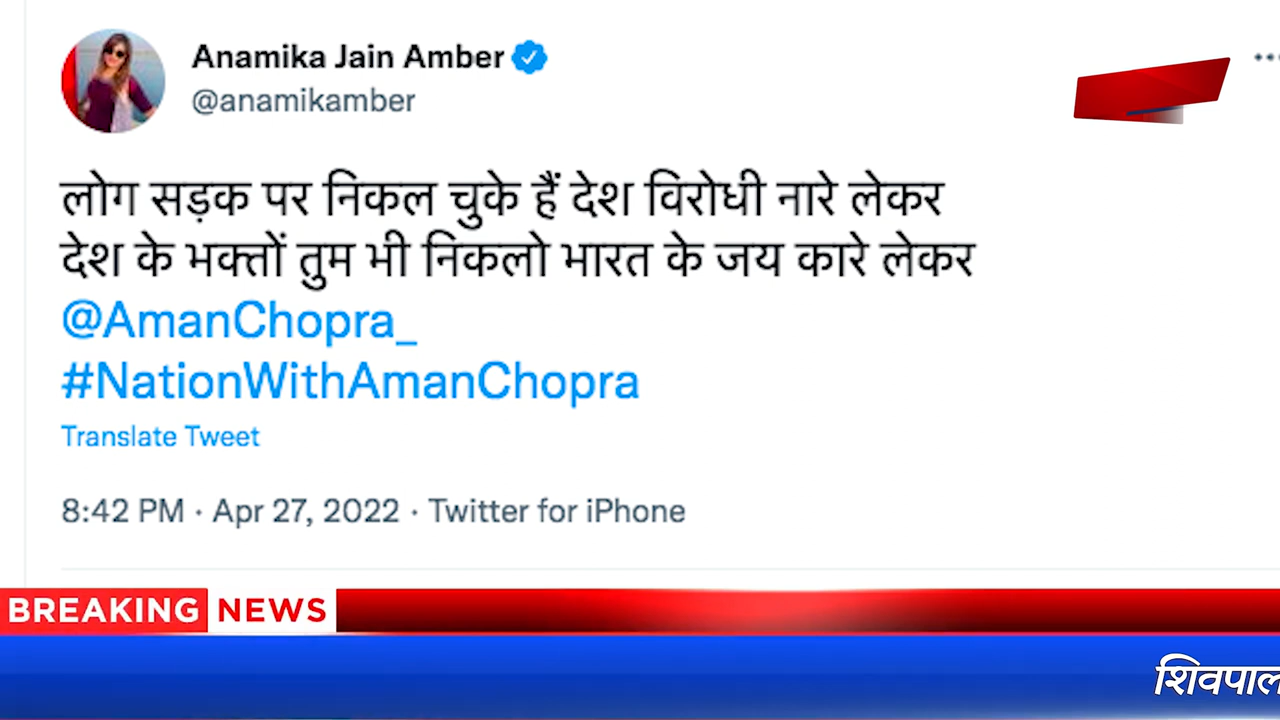 Anamika Jain Amber
@anamikamber
लोग सड़क पर निकल चुके हैं देश विरोधी नारे लेकर
देश के भक्तों तुम भी निकलो भारत के जय कारे लेकर
@AmanChopra_
#NationWithAmanChopra
Translate Tweet
8:42 PM · Apr 27, 2022 · Twitter for iPhone
BREAKING NEWS
शिवपाल